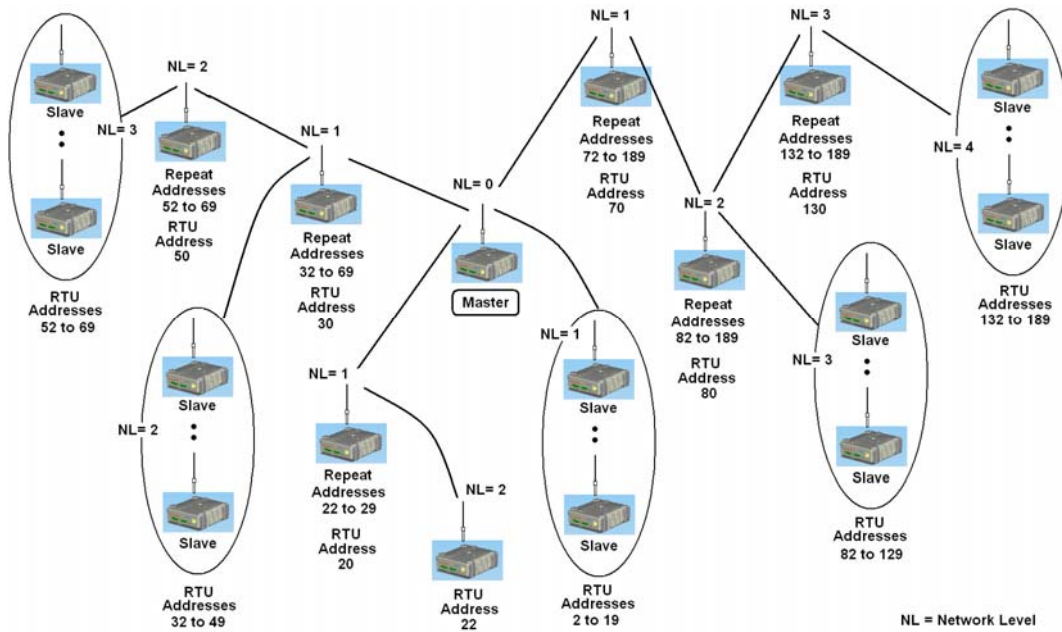 NL= 1
NL= 3
NL= 2
Slave
NL= 3
Slave
Repeat
Addresses
52 to 69
RTU
Address
50
RTU
Addresses
52 to 69
NL= 1
Repeat
Addresses
32 to 69
RTU
Address
30
NL= 2
Slave
Slave
RTU
Addresses
32 to 49
NL= 0
Master
NL= 1
Repeat
Addresses
22 to 29
RTU
Address
20
NL= 2
RTU
Address
22
NL= 1
Slave
Slave
RTU
Addresses
2 to 19
Repeat
Addresses
72 to 189
RTU
Address
70
NL= 2
Repeat
Addresses
82 to 189
RTU
Address
80
Repeat
Addresses
132 to 189
RTU
Address
130
NL= 4
Slave
Slave
RTU
Addresses
132 to 189
NL= 3
Slave
Slave
RTU
Addresses
82 to 129
NL = Network Level